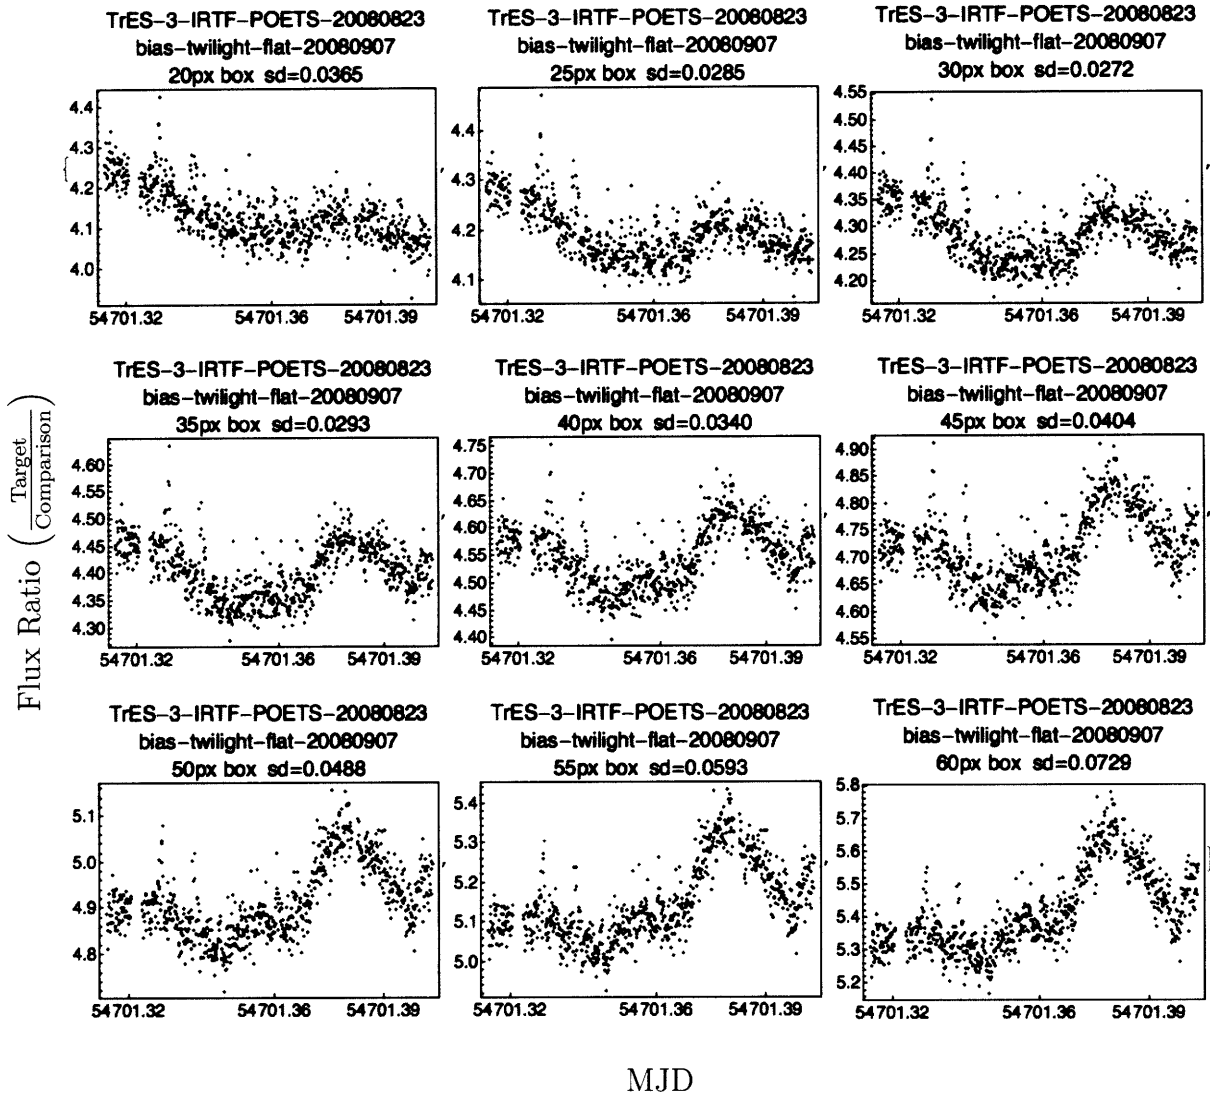 TrES-3-IRTF-POETS-20080823
bias-twilight-flat-20080907
20px box sd=0.0365
4.4
4.3
4.2
4.1
4.0
54701.32 54701.36 54701.39
TrES-3-IRTF-POETS-20080823
bias-twilight-flat-20080907
25px box sd=0.0285
4.4
4.3
4.2
4.1
54701.32 54701.36 54701.39
TrES-3-IRTF-POETS-20080823
bias-twilight-flat-20080907
30px box sd=0.0272
4.55
4.50
4.45
4.40
4.35
4.30
4.25
4.20
54701.32 54701.36 54701.39
Flux Ratio (Target/Comparison)
TrES-3-IRTF-POETS-20080823
bias-twilight-flat-20080907
35px box sd=0.0293
4.60
4.55
4.50
4.45
4.40
4.35
4.30
54701.32 54701.36 54701.39
TrES-3-IRTF-POETS-20080823
bias-twilight-flat-20080907
40px box sd=0.0340
4.75
4.70
4.65
4.60
4.55
4.50
4.45
4.40
54701.32 54701.36 54701.39
TrES-3-IRTF-POETS-20080823
bias-twilight-flat-20080907
45px box sd=0.0404
4.90
4.85
4.80
4.75
4.70
4.65
4.60
4.55
54701.32 54701.36 54701.39
TrES-3-IRTF-POETS-20080823
bias-twilight-flat-20080907
50px box sd=0.0488
5.1
5.0
4.9
4.8
54701.32 54701.36 54701.39
TrES-3-IRTF-POETS-20080823
bias-twilight-flat-20080907
55px box sd=0.0593
5.4
5.3
5.2
5.1
5.0
54701.32 54701.36 54701.39
TrES-3-IRTF-POETS-20080823
bias-twilight-flat-20080907
60px box sd=0.0729
5.8
5.7
5.6
5.5
5.4
5.3
5.2
54701.32 54701.36 54701.39
MJD